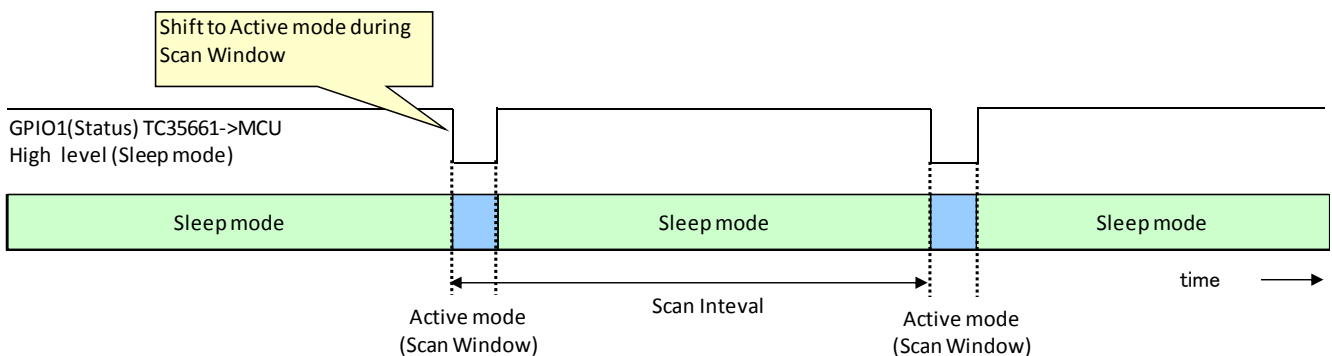 Shift to Active mode during
Scan Window
GPIO1(Status) TC35661->MCU
High level (Sleep mode)
Sleep mode
Sleep mode
Sleep mode
time
Scan Inteval
Active mode
(Scan Window)
Active mode
(Scan Window)